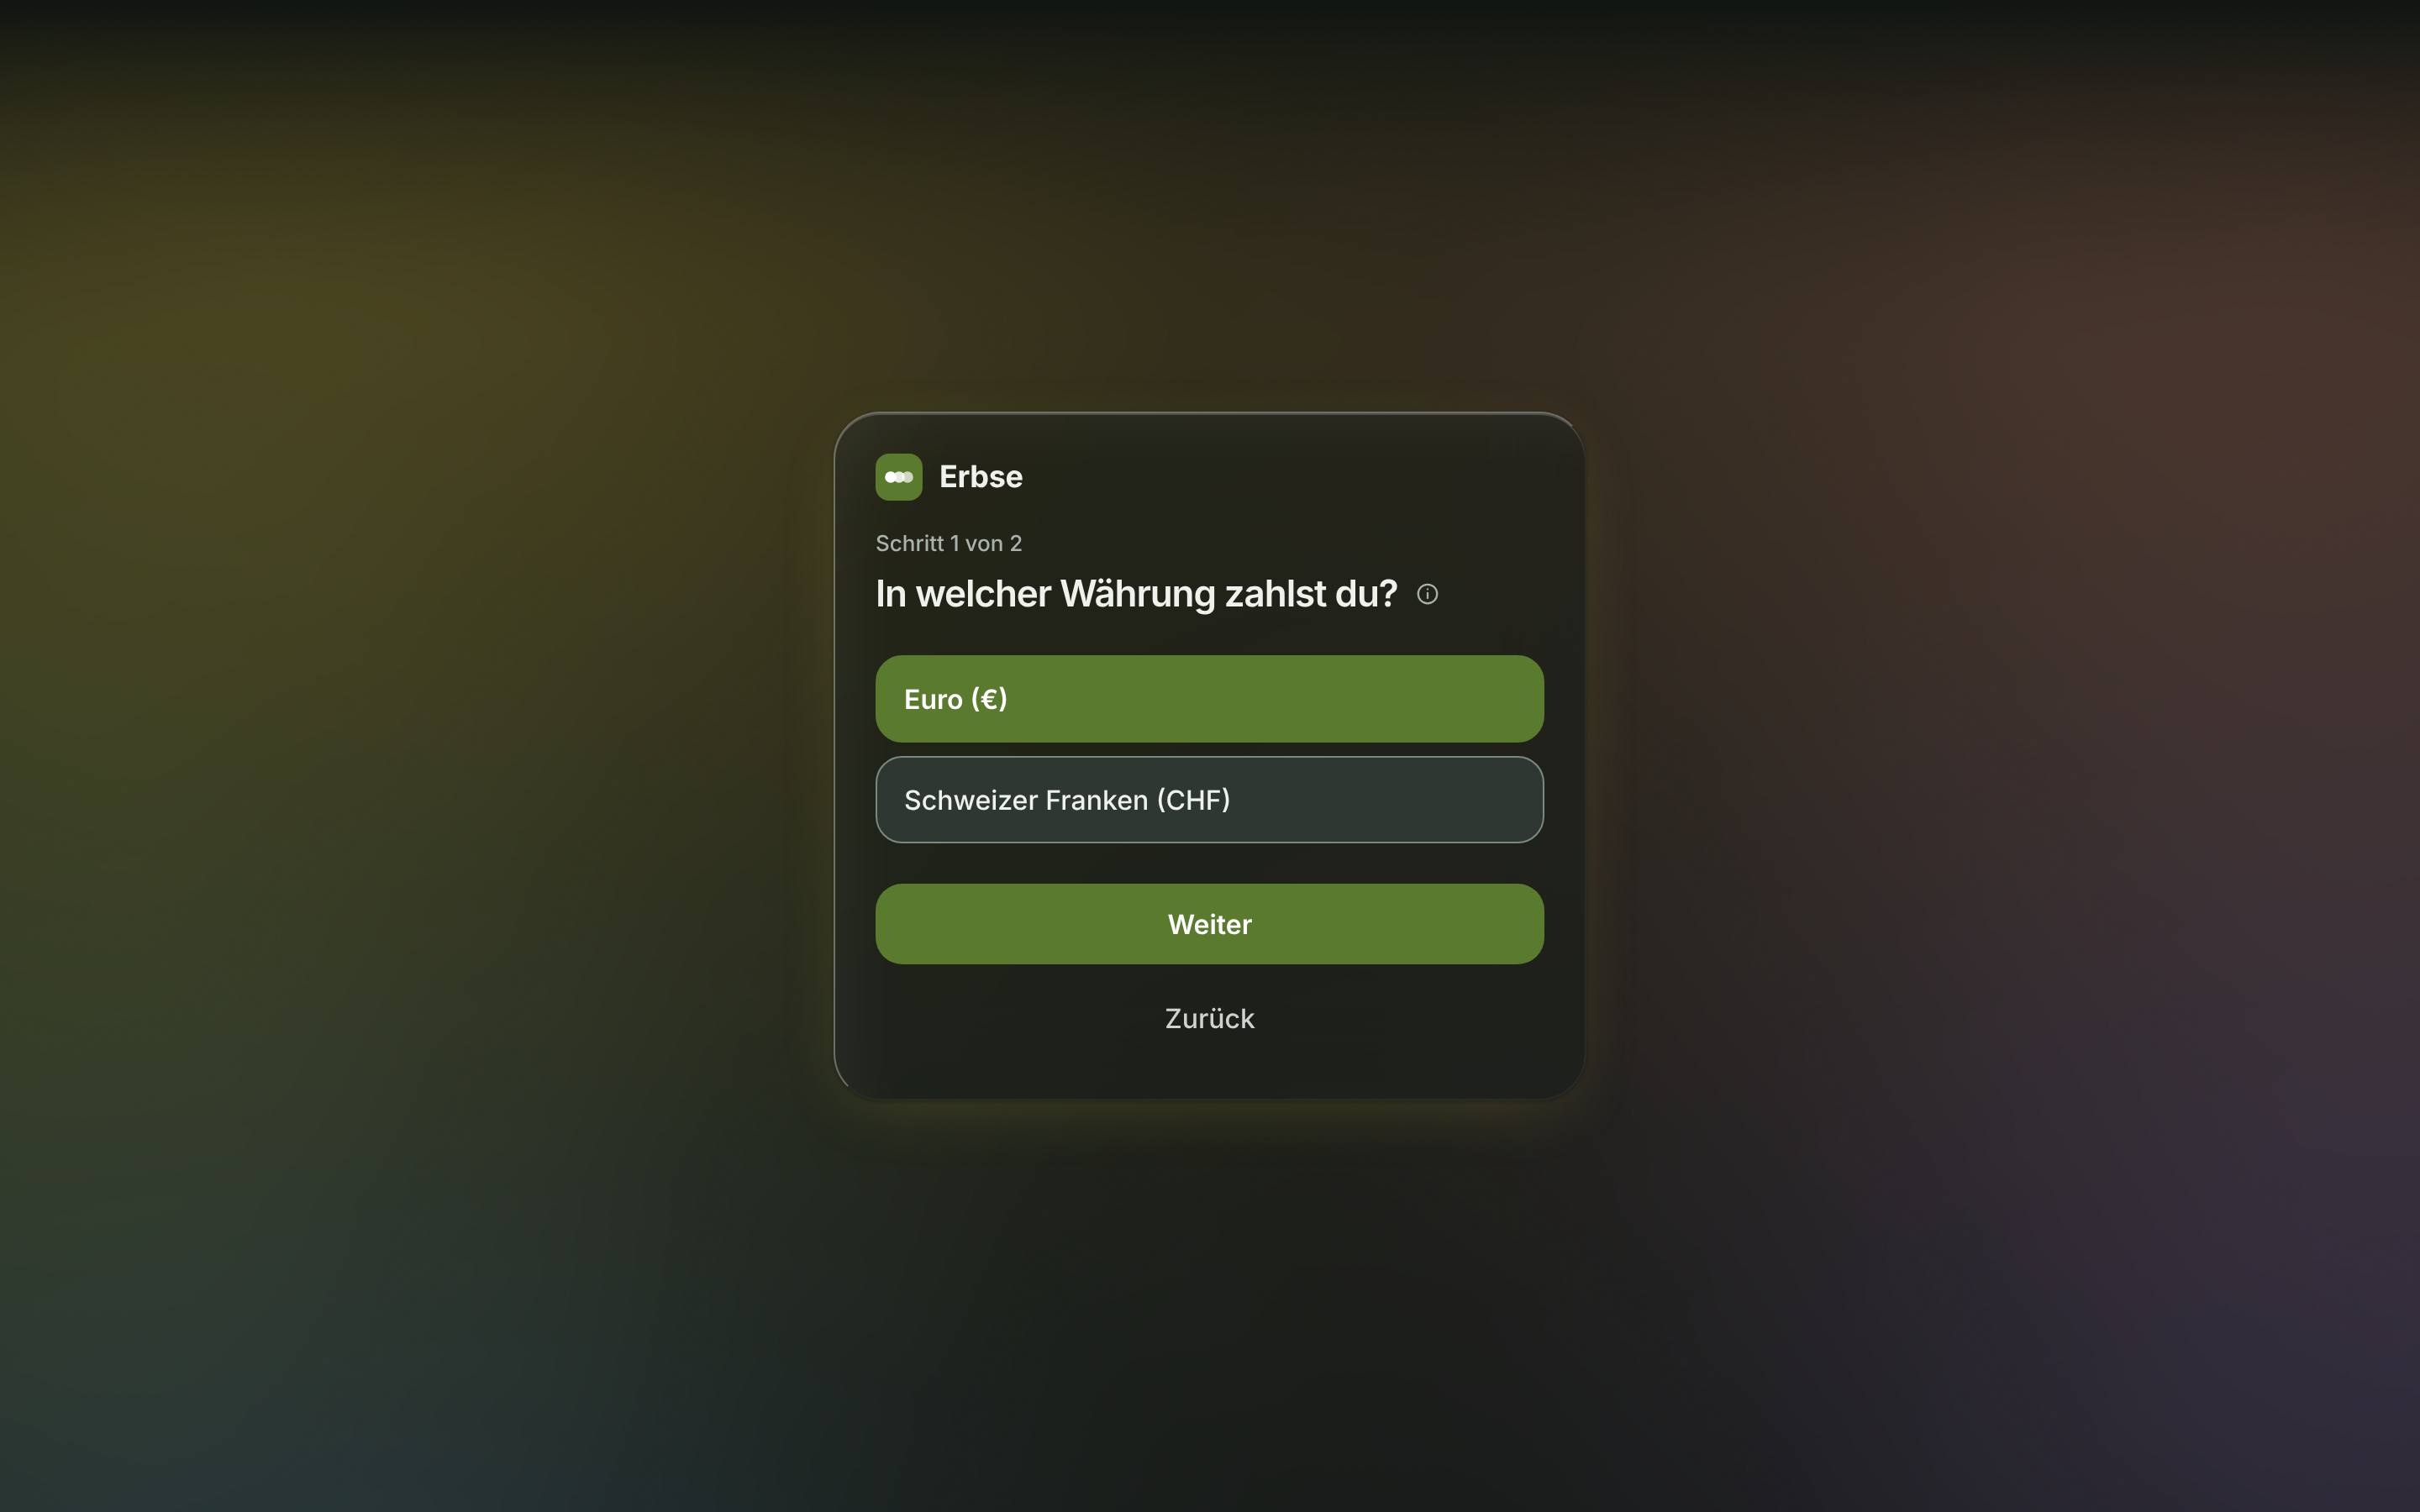 Erbse
Schritt 1 von 2
In welcher Währung zahlst du?
Euro (€)
Schweizer Franken (CHF)
Weiter
Zurück